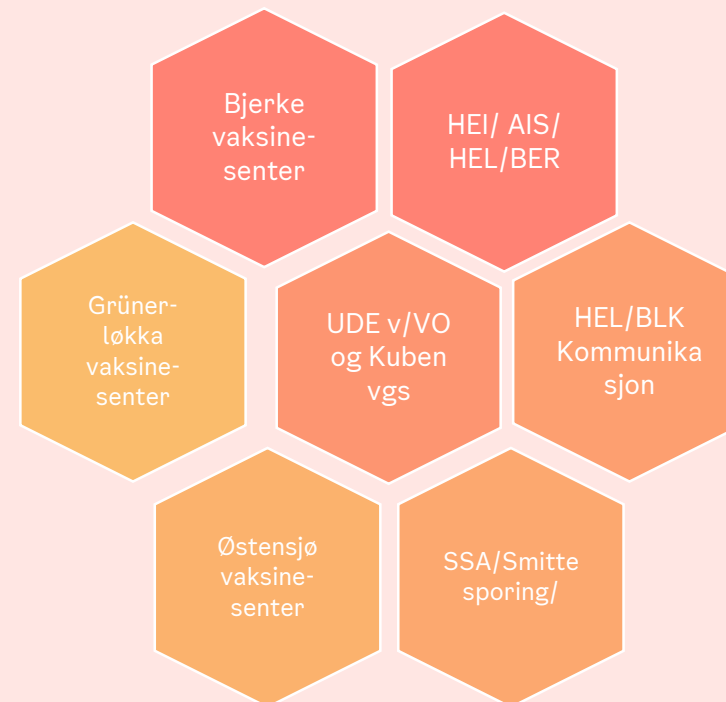 Bjerke
vaksine-
senter
HEI/ AIS/
HEL/BER
Grüner-
løkka
vaksine-
senter
UDE v/VO
og Kuben
vgs
HEL/BLK
Kommunika
sjon
Østensjø
vaksine-
senter
SSA/Smitte
sporing/